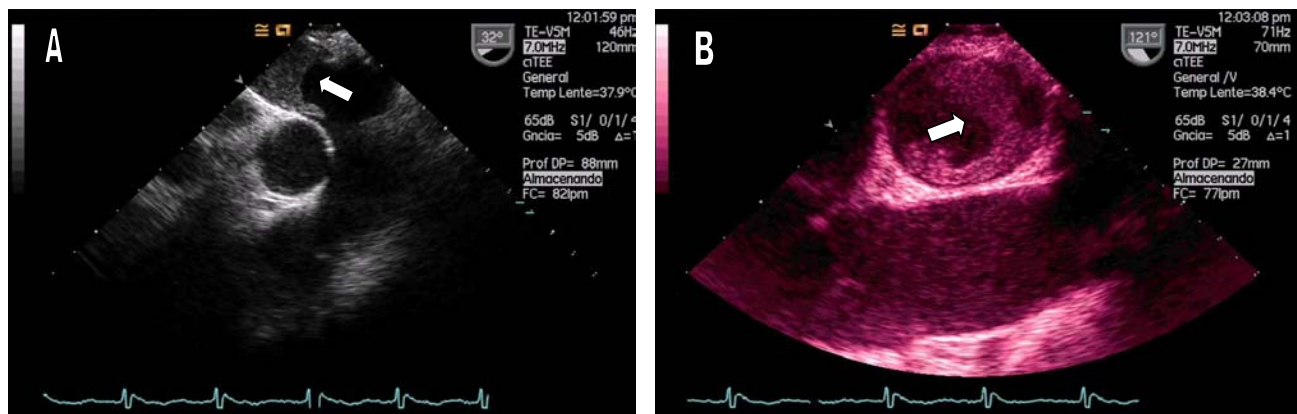 A
12:01:59 pm
TE-V5M 46Hz
7.0MHz 120mm
aTEE
General
Temp Lente=37.9°C
65dB S1/ 0/1/4
Gncia= 5dB Δ=1
Prof DP= 88mm
Almacenando
FC= 82lpm
32°
B
12:03:08 pm
TE-V5M 71Hz
7.0MHz 70mm
aTEE
General /V
Temp Lente=38.4°C
65dB S1/ 0/1/4
Gncia= 5dB Δ=1
Prof DP= 27mm
Almacenando
FC= 77lpm
121°